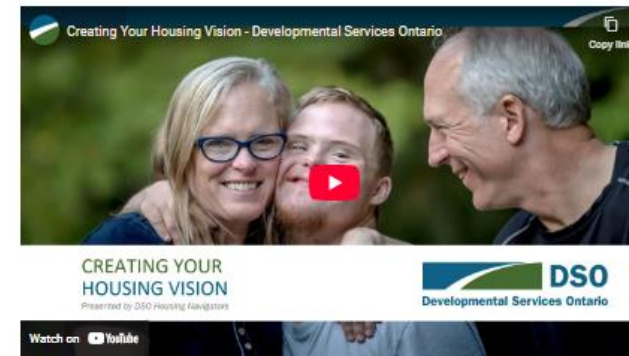 Creating Your Housing Vision - Developmental Services Ontario
Copy link
CREATING YOUR
HOUSING VISION
Presented by DSO Housing Navigators
DSO
Developmental Services Ontario
Watch on YouTube